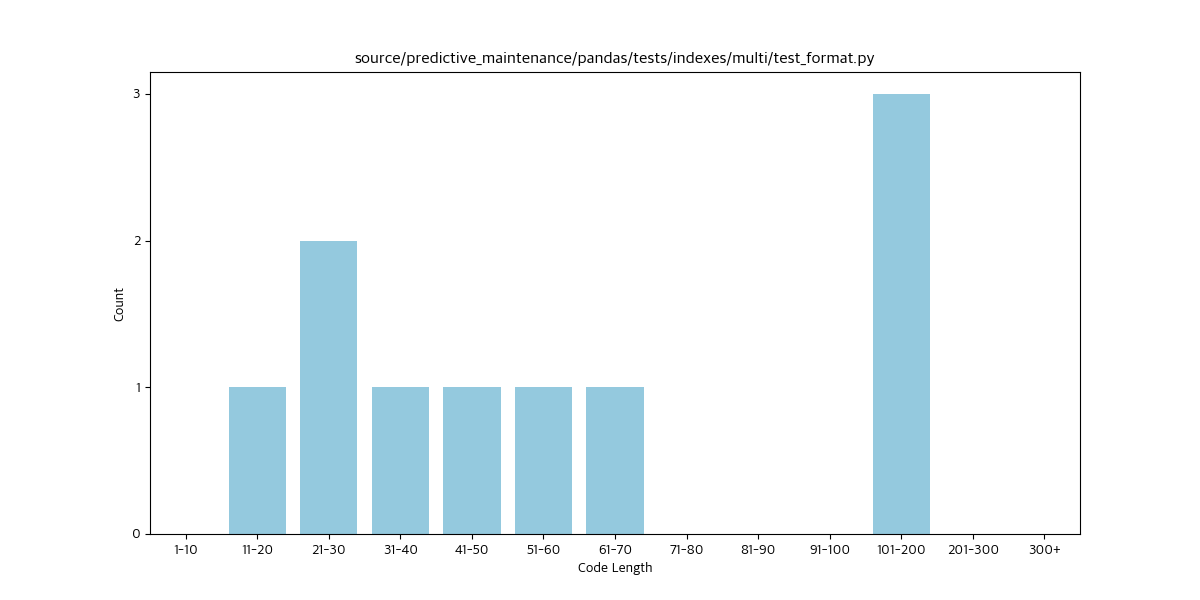 source/predictive_maintenance/pandas/tests/indexes/multi/test_format.py
3
2
1
0
Count
1-10 11-20 21-30 31-40 41-50 51-60 61-70 71-80 81-90 91-100 101-200 201-300 300+
Code Length